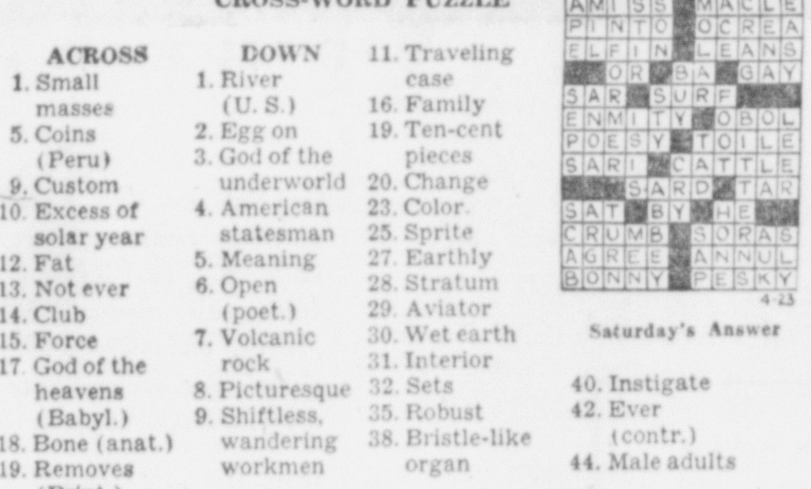 CROSS-WORD PUZZLE
ACROSS
1. Small
masses
5. Coins
(Peru)
9. Custom
10. Excess of
solar year
12. Fat
13. Not ever
14. Club
15. Force
17. God of the
heavens
(Babyl.)
18. Bone (anat.)
19. Removes
DOWN
1. River
(U. S.)
2. Egg on
3. God of the
underworld
4. American
statesman
5. Meaning
6. Open
(poet.)
7. Volcanic
rock
8. Picturesque
9. Shiftless,
wandering
workmen
11. Traveling
case
16. Family
19. Ten-cent
pieces
20. Change
23. Color
25. Sprite
27. Earthly
28. Stratum
29. Aviator
30. Wet earth
31. Interior
32. Sets
35. Robust
38. Bristle-like
organ
AMISS MACLE
PINTO OCREA
ELFIN LEANS
OR BA GAY
SAR SURF
ENMITY OBOL
POESY TOILE
SARI CATTLE
SARD TAR
SAT BY HE
CRUMB SORAS
AGREE ANNUL
BONNY PESKY
4-23
Saturday's Answer
40. Instigate
42. Ever
(contr.)
44. Male adults